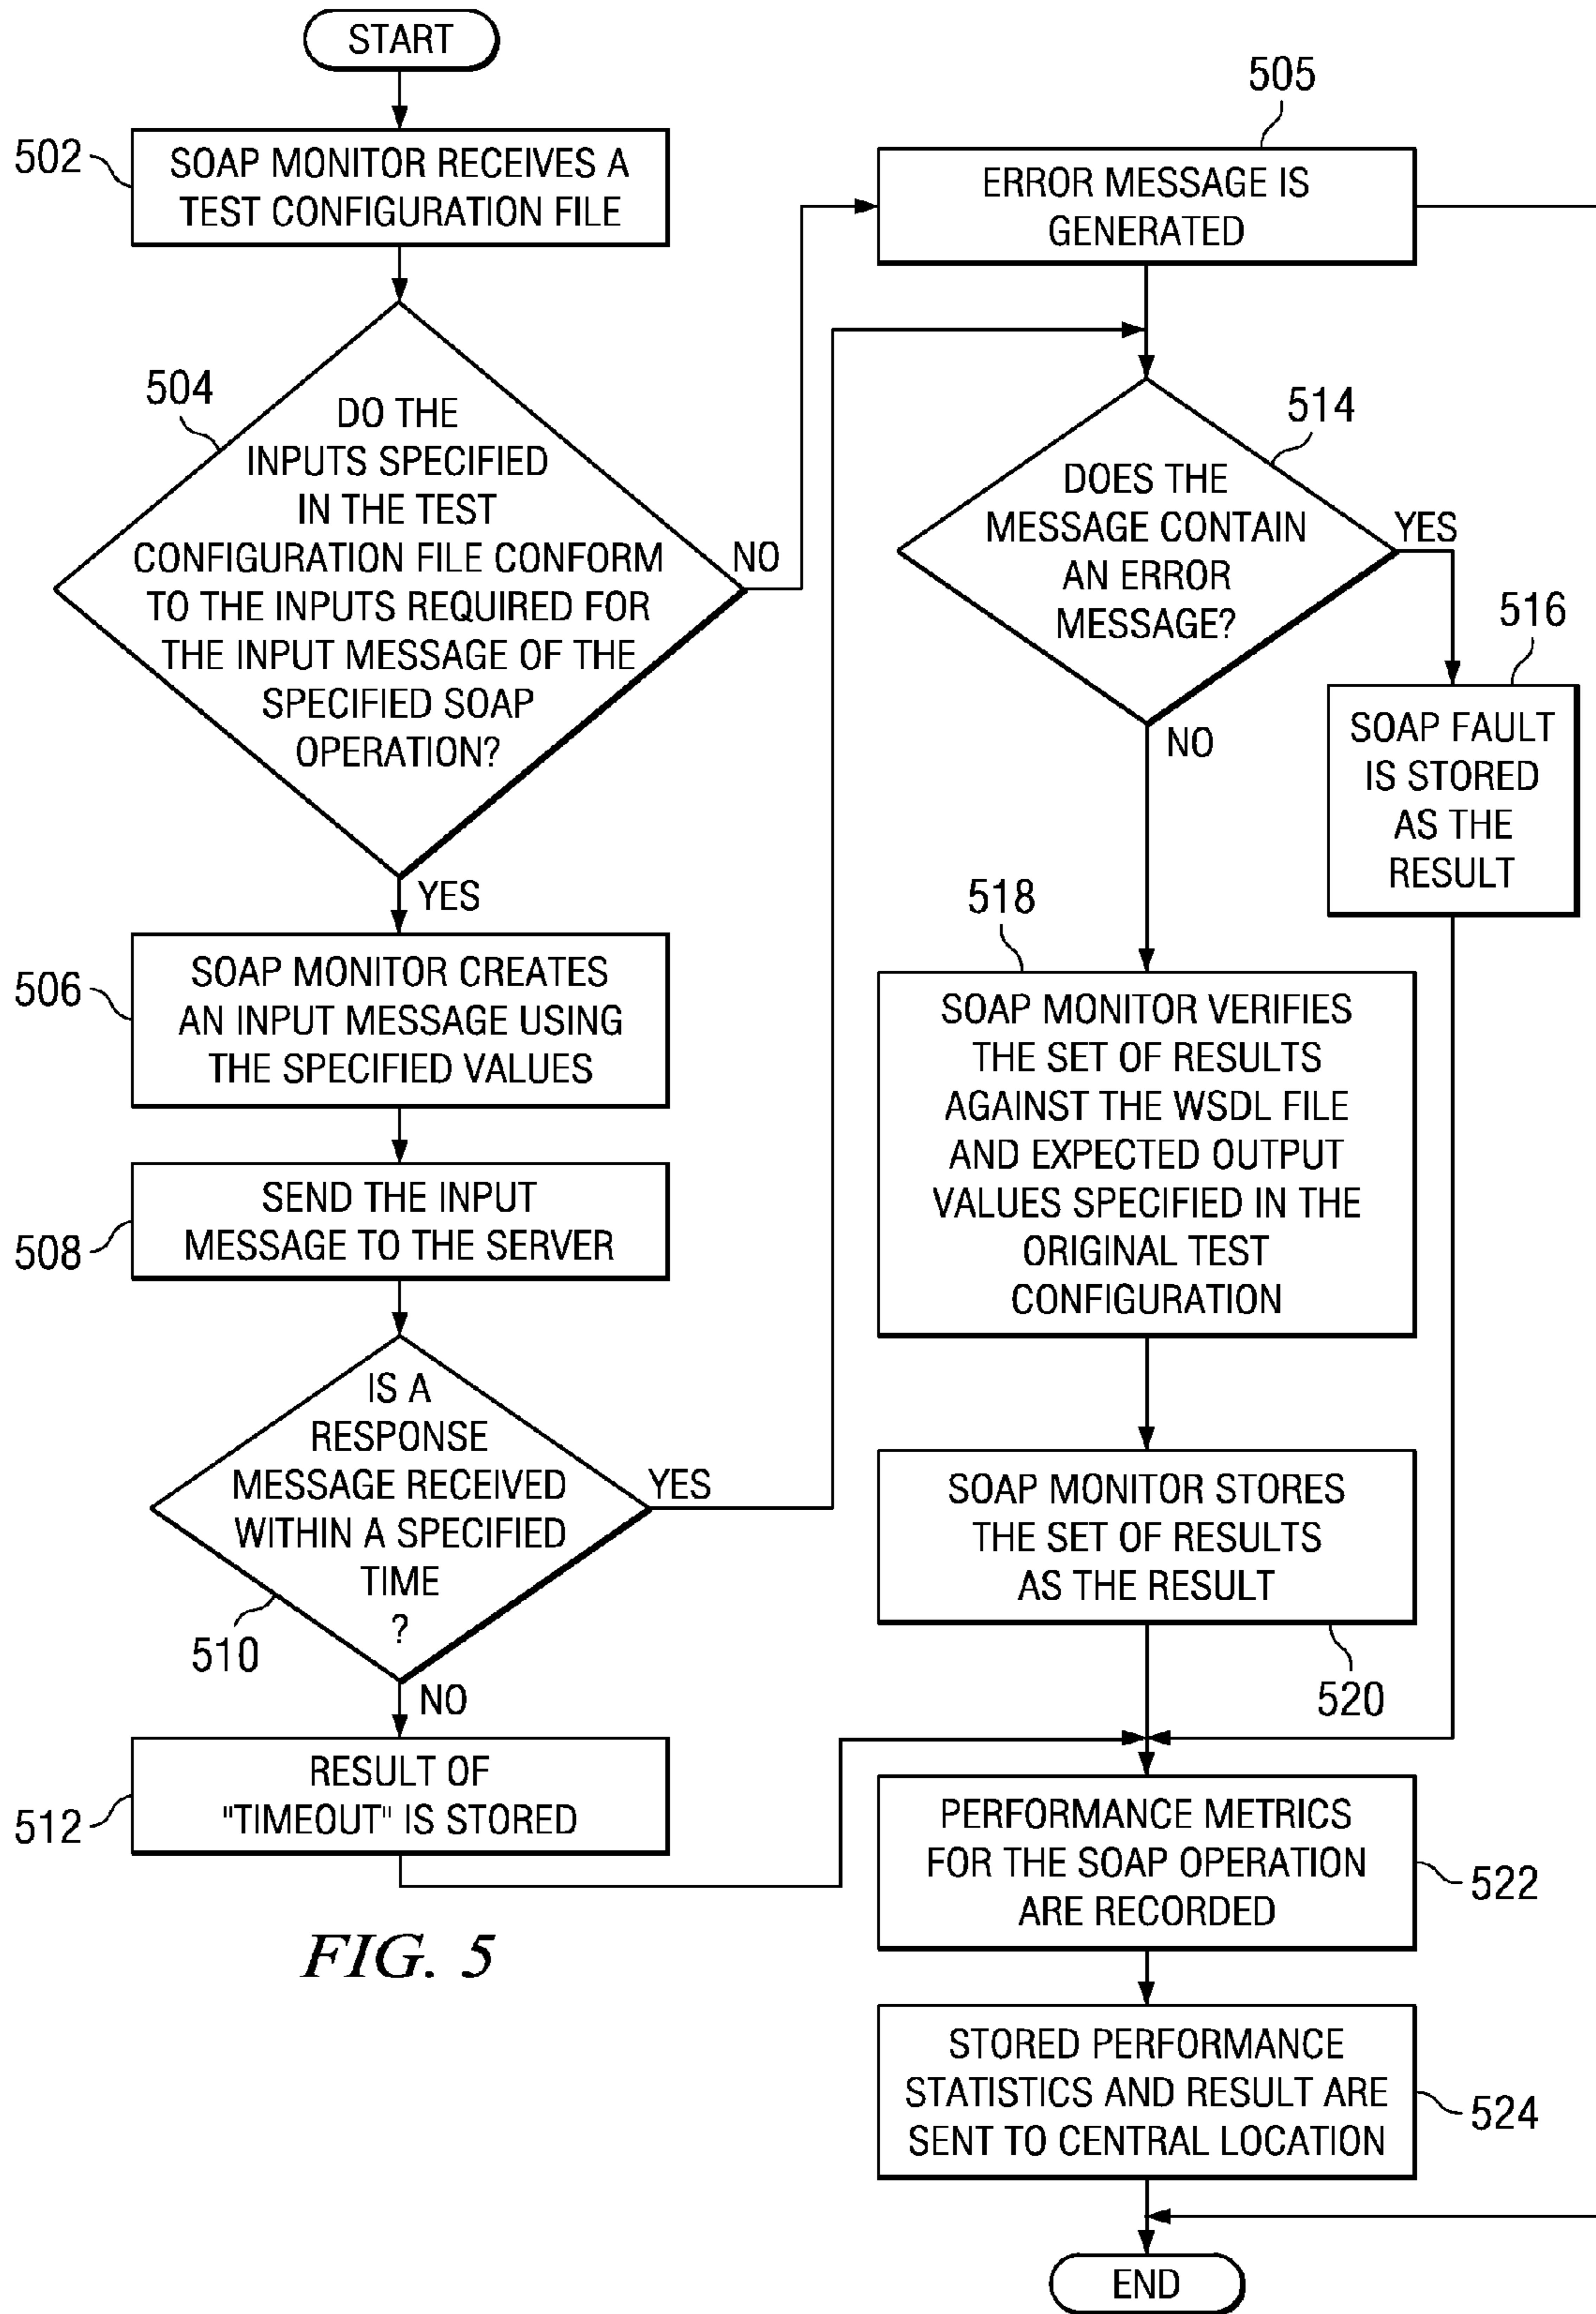 START
502
SOAP MONITOR RECEIVES A
TEST CONFIGURATION FILE
504
DO THE
INPUTS SPECIFIED
IN THE TEST
CONFIGURATION FILE CONFORM
TO THE INPUTS REQUIRED FOR
THE INPUT MESSAGE OF THE
SPECIFIED SOAP
OPERATION?
NO
YES
506
SOAP MONITOR CREATES
AN INPUT MESSAGE USING
THE SPECIFIED VALUES
508
SEND THE INPUT
MESSAGE TO THE SERVER
IS A
RESPONSE
MESSAGE RECEIVED
WITHIN A SPECIFIED
TIME
?
YES
510
NO
512
RESULT OF
"TIMEOUT" IS STORED
FIG. 5
505
ERROR MESSAGE IS
GENERATED
514
DOES THE
MESSAGE CONTAIN
AN ERROR
MESSAGE?
YES
NO
516
SOAP FAULT
IS STORED
AS THE
RESULT
518
SOAP MONITOR VERIFIES
THE SET OF RESULTS
AGAINST THE WSDL FILE
AND EXPECTED OUTPUT
VALUES SPECIFIED IN THE
ORIGINAL TEST
CONFIGURATION
SOAP MONITOR STORES
THE SET OF RESULTS
AS THE RESULT
520
PERFORMANCE METRICS
FOR THE SOAP OPERATION
ARE RECORDED
522
STORED PERFORMANCE
STATISTICS AND RESULT ARE
SENT TO CENTRAL LOCATION
524
END